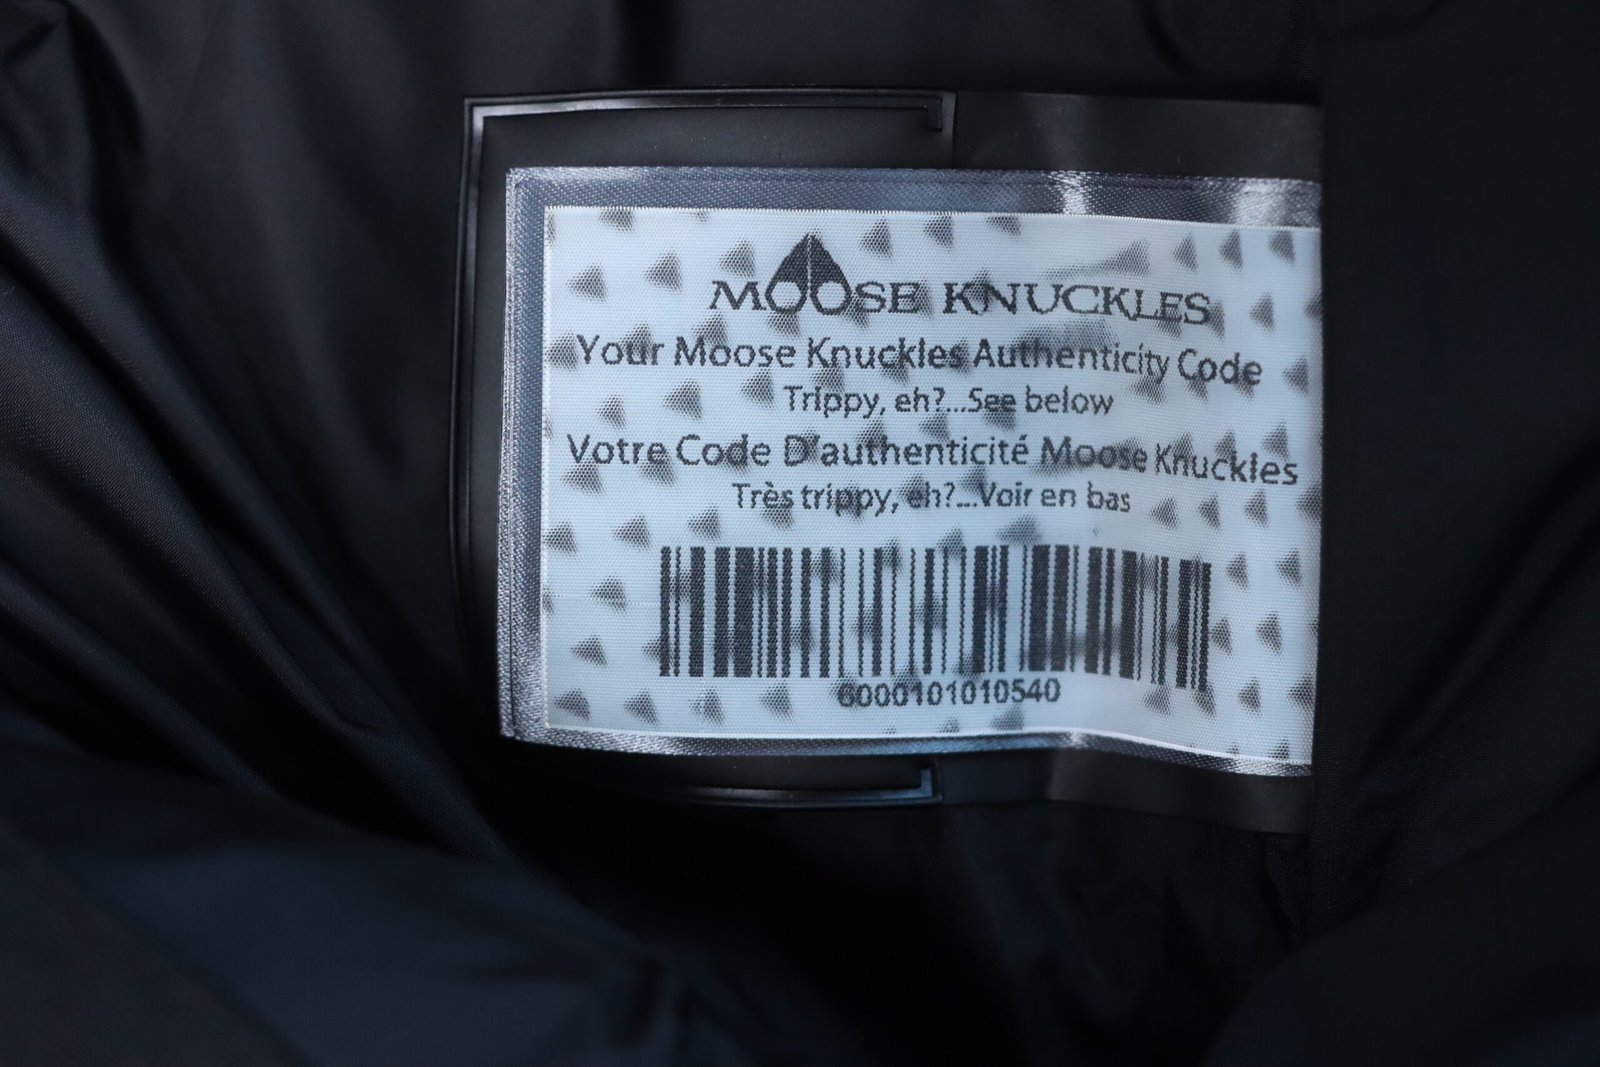 MOOSE KNUCKLES
Your Moose Knuckles Authenticity Code
Trippy, eh?...See below
Votre Code D'authenticité Moose Knuckles
Très trippy, eh?...Voir en bas
6000101010540